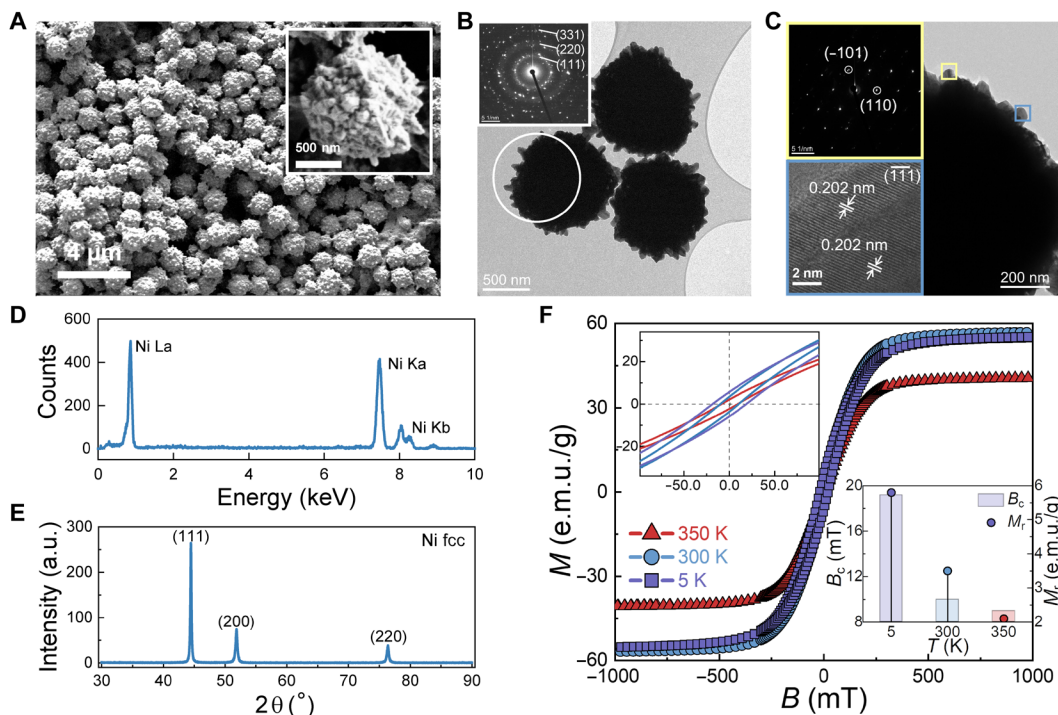 A
500 nm
4 μm
B
(331)
(220)
(111)
5 1/nm
500 nm
C
(−101)
(110)
5 1/nm
(1̅1̅1)
0.202 nm
0.202 nm
2 nm
200 nm
D
Counts
600
400
200
0
Ni La
Ni Ka
Ni Kb
0 2 4 6 8 10
Energy (keV)
E
Intensity (a.u.)
300
200
100
0
(111)
(200)
(220)
Ni fcc
30 40 50 60 70 80 90
2θ (°)
F
M (e.m.u./g)
60
30
0
−30
−60
20
0
−20
−50.0 0.0 50.0
350 K
300 K
5 K
Bc
Mr
Bc (mT)
20
16
12
8
6
5
4
3
2
Mr (e.m.u/g)
5 300 350
T (K)
−1000 −500 0 500 1000
B (mT)